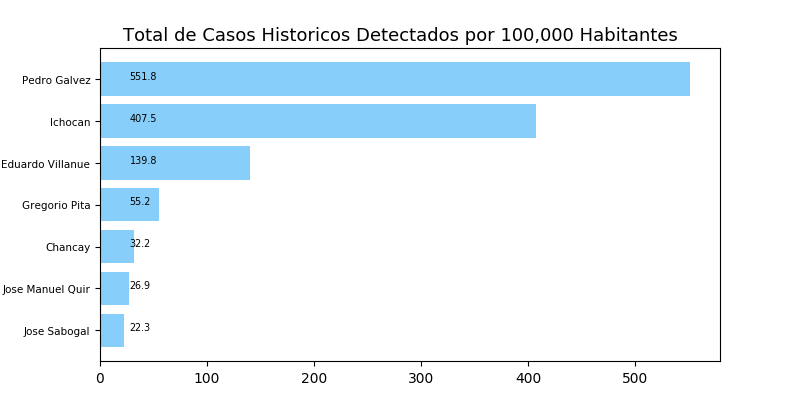 Total de Casos Historicos Detectados por 100,000 Habitantes
Pedro Galvez 551.8
Ichocan 407.5
Eduardo Villanue 139.8
Gregorio Pita 55.2
Chancay 32.2
Jose Manuel Quir 26.9
Jose Sabogal 22.3
0 100 200 300 400 500